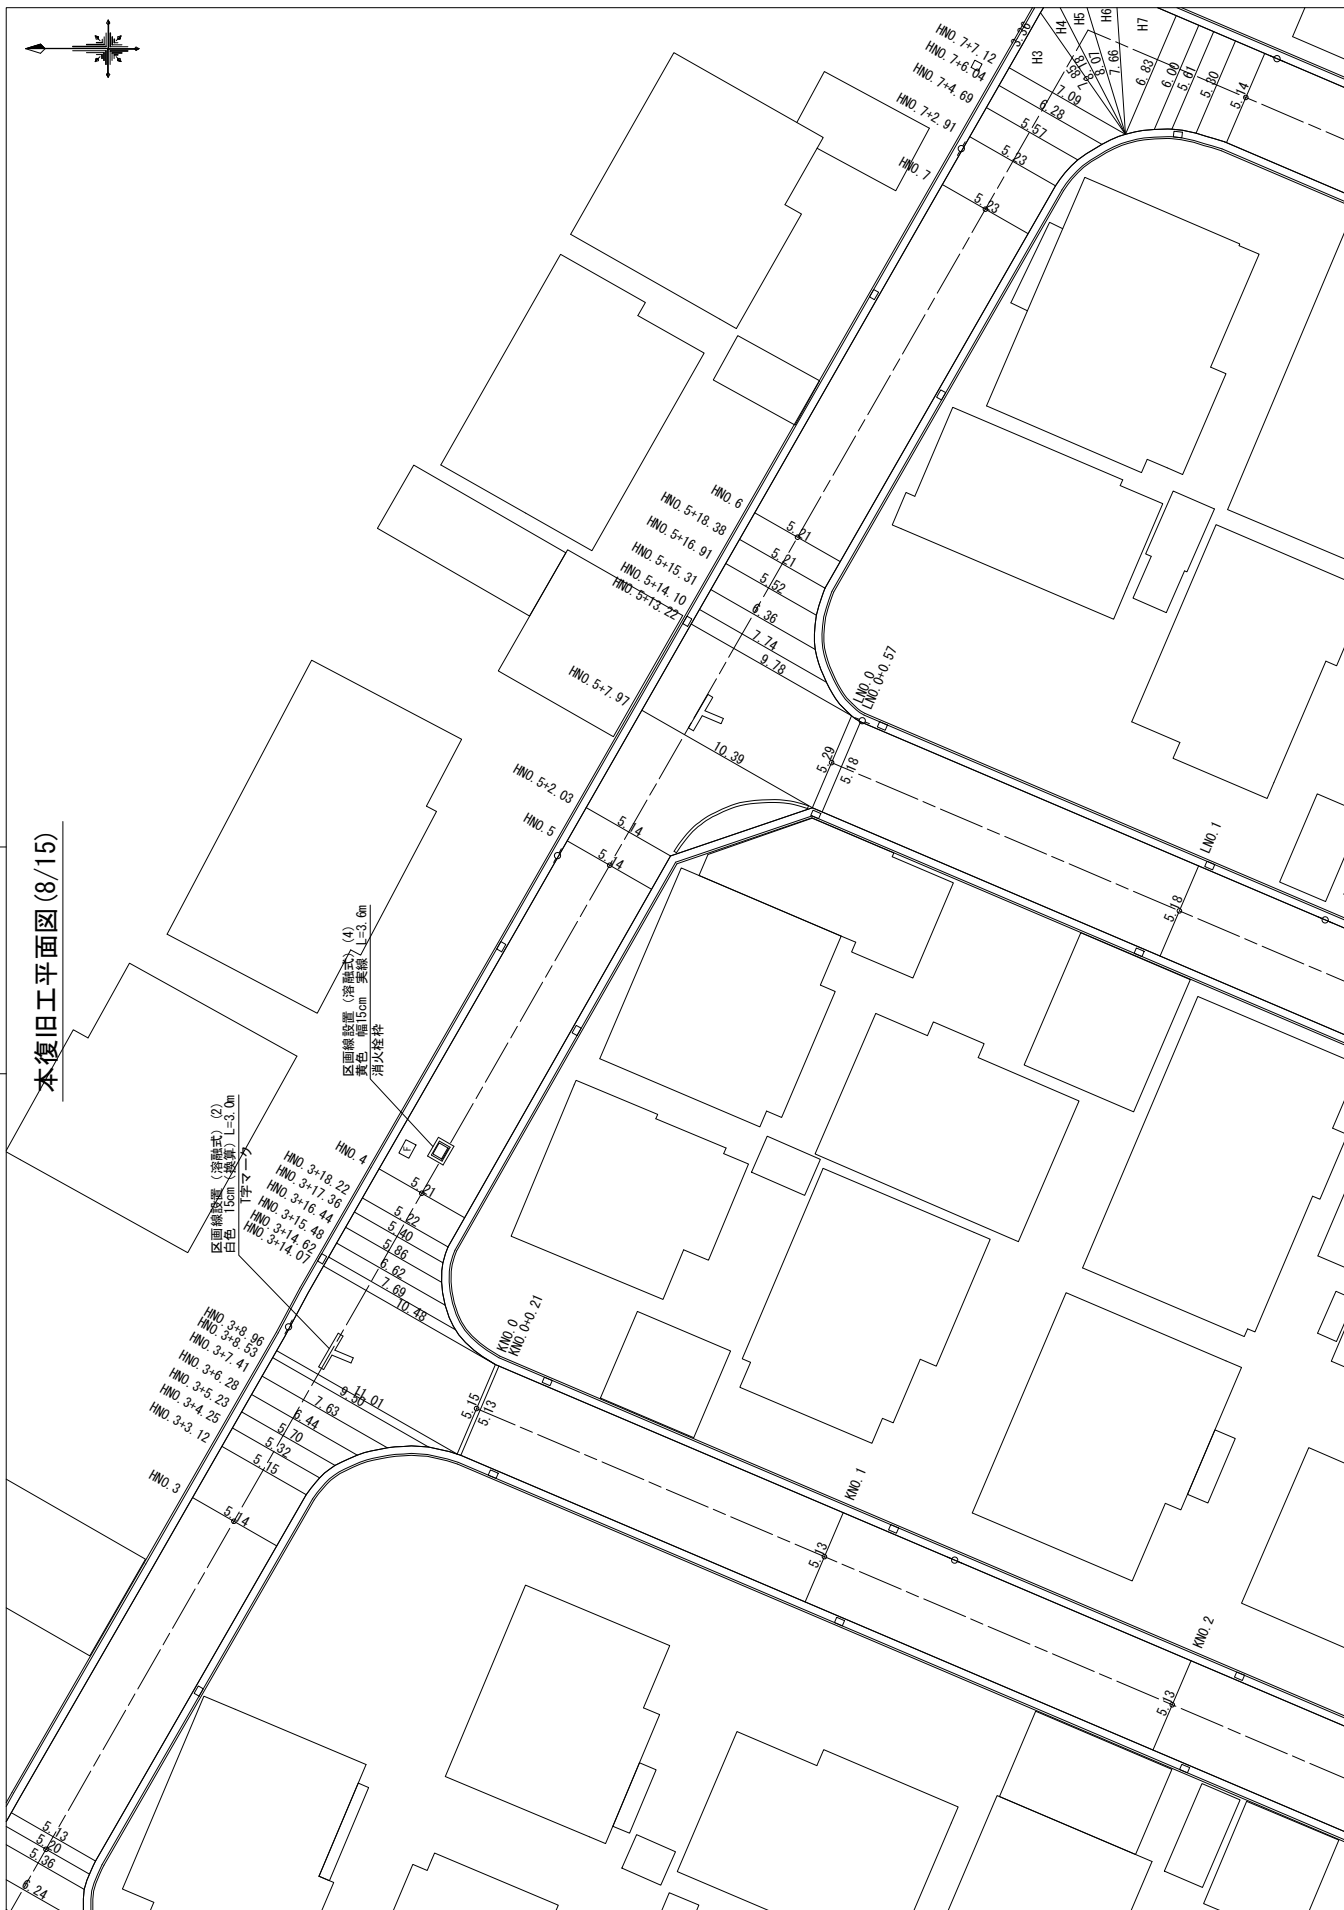 本復旧工平面図(8/15)
区画線設置（溶融式）(2)
白色　15cm（換算）L=3.0m
T字マーク
区画線設置（溶融式）(4)
黄色　幅15cm　実線　L=3.6m
消火栓枠
HNO. 3
HNO. 3+3.12
HNO. 3+4.25
HNO. 3+5.23
HNO. 3+6.28
HNO. 3+7.41
HNO. 3+8.53
HNO. 3+8.96
HNO. 3+14.07
HNO. 3+14.62
HNO. 3+15.48
HNO. 3+16.44
HNO. 3+17.36
HNO. 3+18.22
HNO. 4
HNO. 5
HNO. 5+2.03
HNO. 5+7.97
HNO. 5+13.22
HNO. 5+14.10
HNO. 5+15.31
HNO. 5+16.91
HNO. 5+18.38
HNO. 6
HNO. 7
HNO. 7+2.91
HNO. 7+4.69
HNO. 7+6.04
HNO. 7+7.12
6.24
5.36
5.20
5.13
5.14
5.15
5.32
5.70
6.44
7.63
9.50
11.01
10.48
7.69
6.62
5.86
5.40
5.22
5.21
5.14
5.14
10.39
9.78
7.74
6.36
5.52
5.21
5.21
5.23
5.23
5.57
6.28
7.09
5.36
H3
H4
H5
H6
H7
7.85
8.18
8.07
7.66
6.83
6.00
5.61
5.30
5.14
KNO. 0
KNO. 0+0.21
5.15
5.13
KNO. 1
5.13
KNO. 2
5.13
LNO. 0
LNO. 0+0.57
5.29
5.18
LNO. 1
5.18